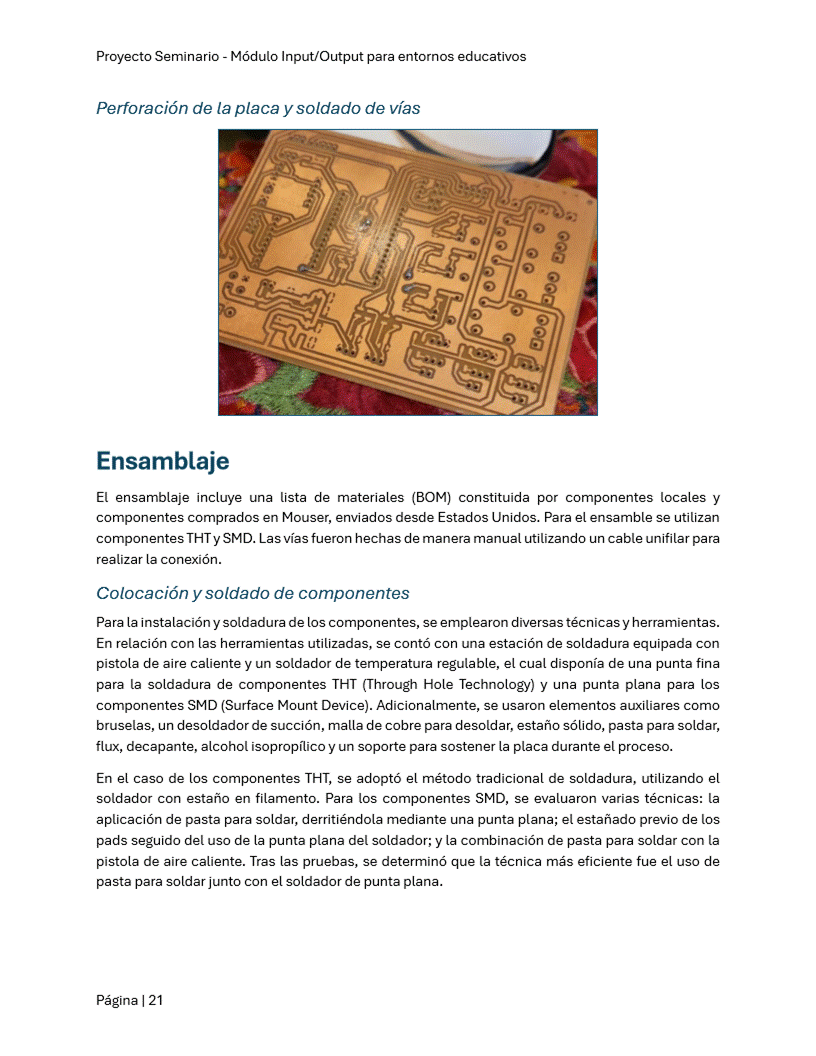 Proyecto Seminario - Módulo Input/Output para entornos educativos
Perforación de la placa y soldado de vías
Ensamblaje
El ensamblaje incluye una lista de materiales (BOM) constituida por componentes locales y
componentes comprados en Mouser, enviados desde Estados Unidos. Para el ensamble se utilizan
componentes THT y SMD. Las vías fueron hechas de manera manual utilizando un cable unifilar para
realizar la conexión.
Colocación y soldado de componentes
Para la instalación y soldadura de los componentes, se emplearon diversas técnicas y herramientas.
En relación con las herramientas utilizadas, se contó con una estación de soldadura equipada con
pistola de aire caliente y un soldador de temperatura regulable, el cual disponía de una punta fina
para la soldadura de componentes THT (Through Hole Technology) y una punta plana para los
componentes SMD (Surface Mount Device). Adicionalmente, se usaron elementos auxiliares como
bruselas, un desoldador de succión, malla de cobre para desoldar, estaño sólido, pasta para soldar,
flux, decapante, alcohol isopropílico y un soporte para sostener la placa durante el proceso.
En el caso de los componentes THT, se adoptó el método tradicional de soldadura, utilizando el
soldador con estaño en filamento. Para los componentes SMD, se evaluaron varias técnicas: la
aplicación de pasta para soldar, derritiéndola mediante una punta plana; el estañado previo de los
pads seguido del uso de la punta plana del soldador; y la combinación de pasta para soldar con la
pistola de aire caliente. Tras las pruebas, se determinó que la técnica más eficiente fue el uso de
pasta para soldar junto con el soldador de punta plana.
Página | 21